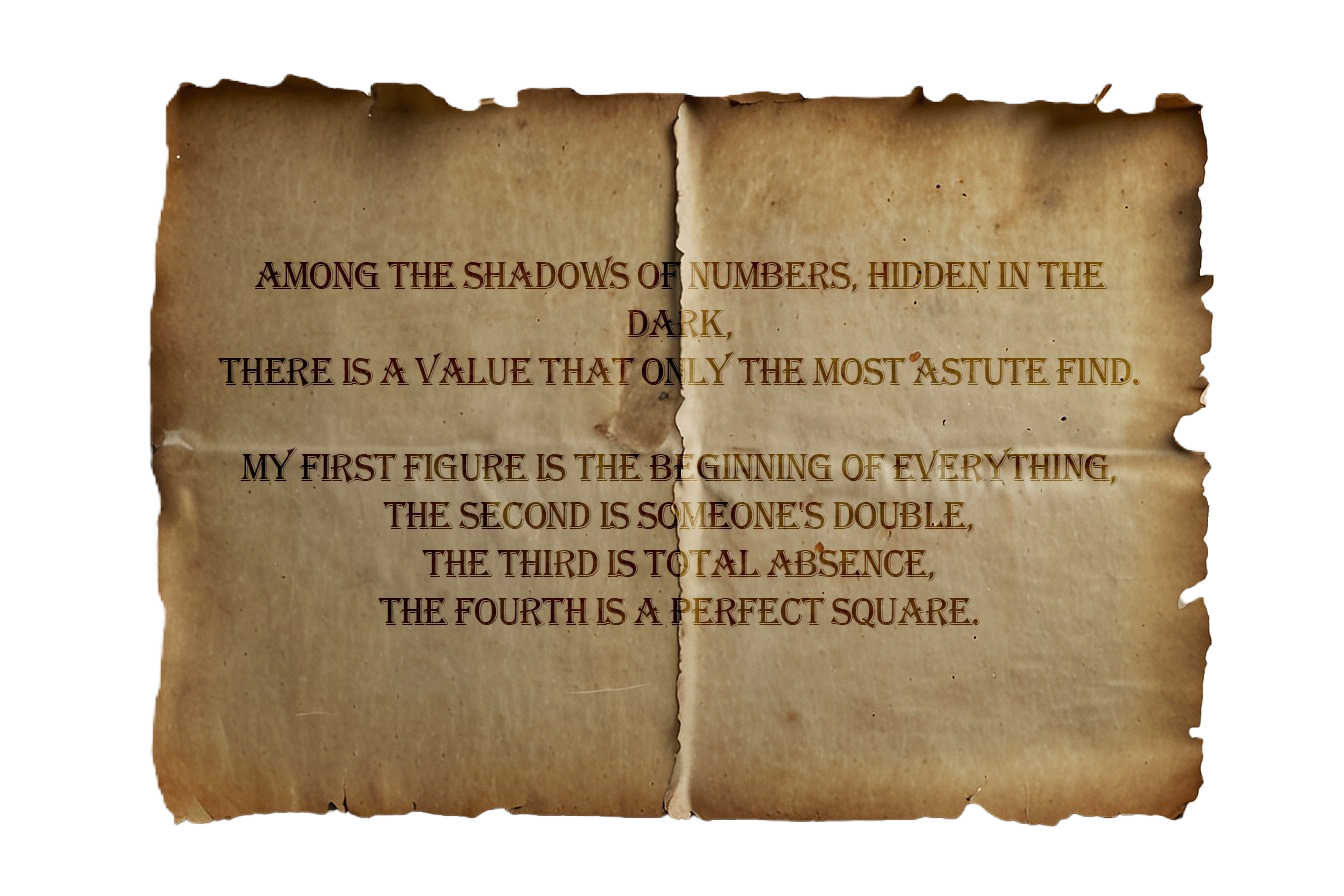 AMONG THE SHADOWS OF NUMBERS, HIDDEN IN THE
DARK,
THERE IS A VALUE THAT ONLY THE MOST ASTUTE FIND.
MY FIRST FIGURE IS THE BEGINNING OF EVERYTHING,
THE SECOND IS SOMEONE'S DOUBLE,
THE THIRD IS TOTAL ABSENCE,
THE FOURTH IS A PERFECT SQUARE.